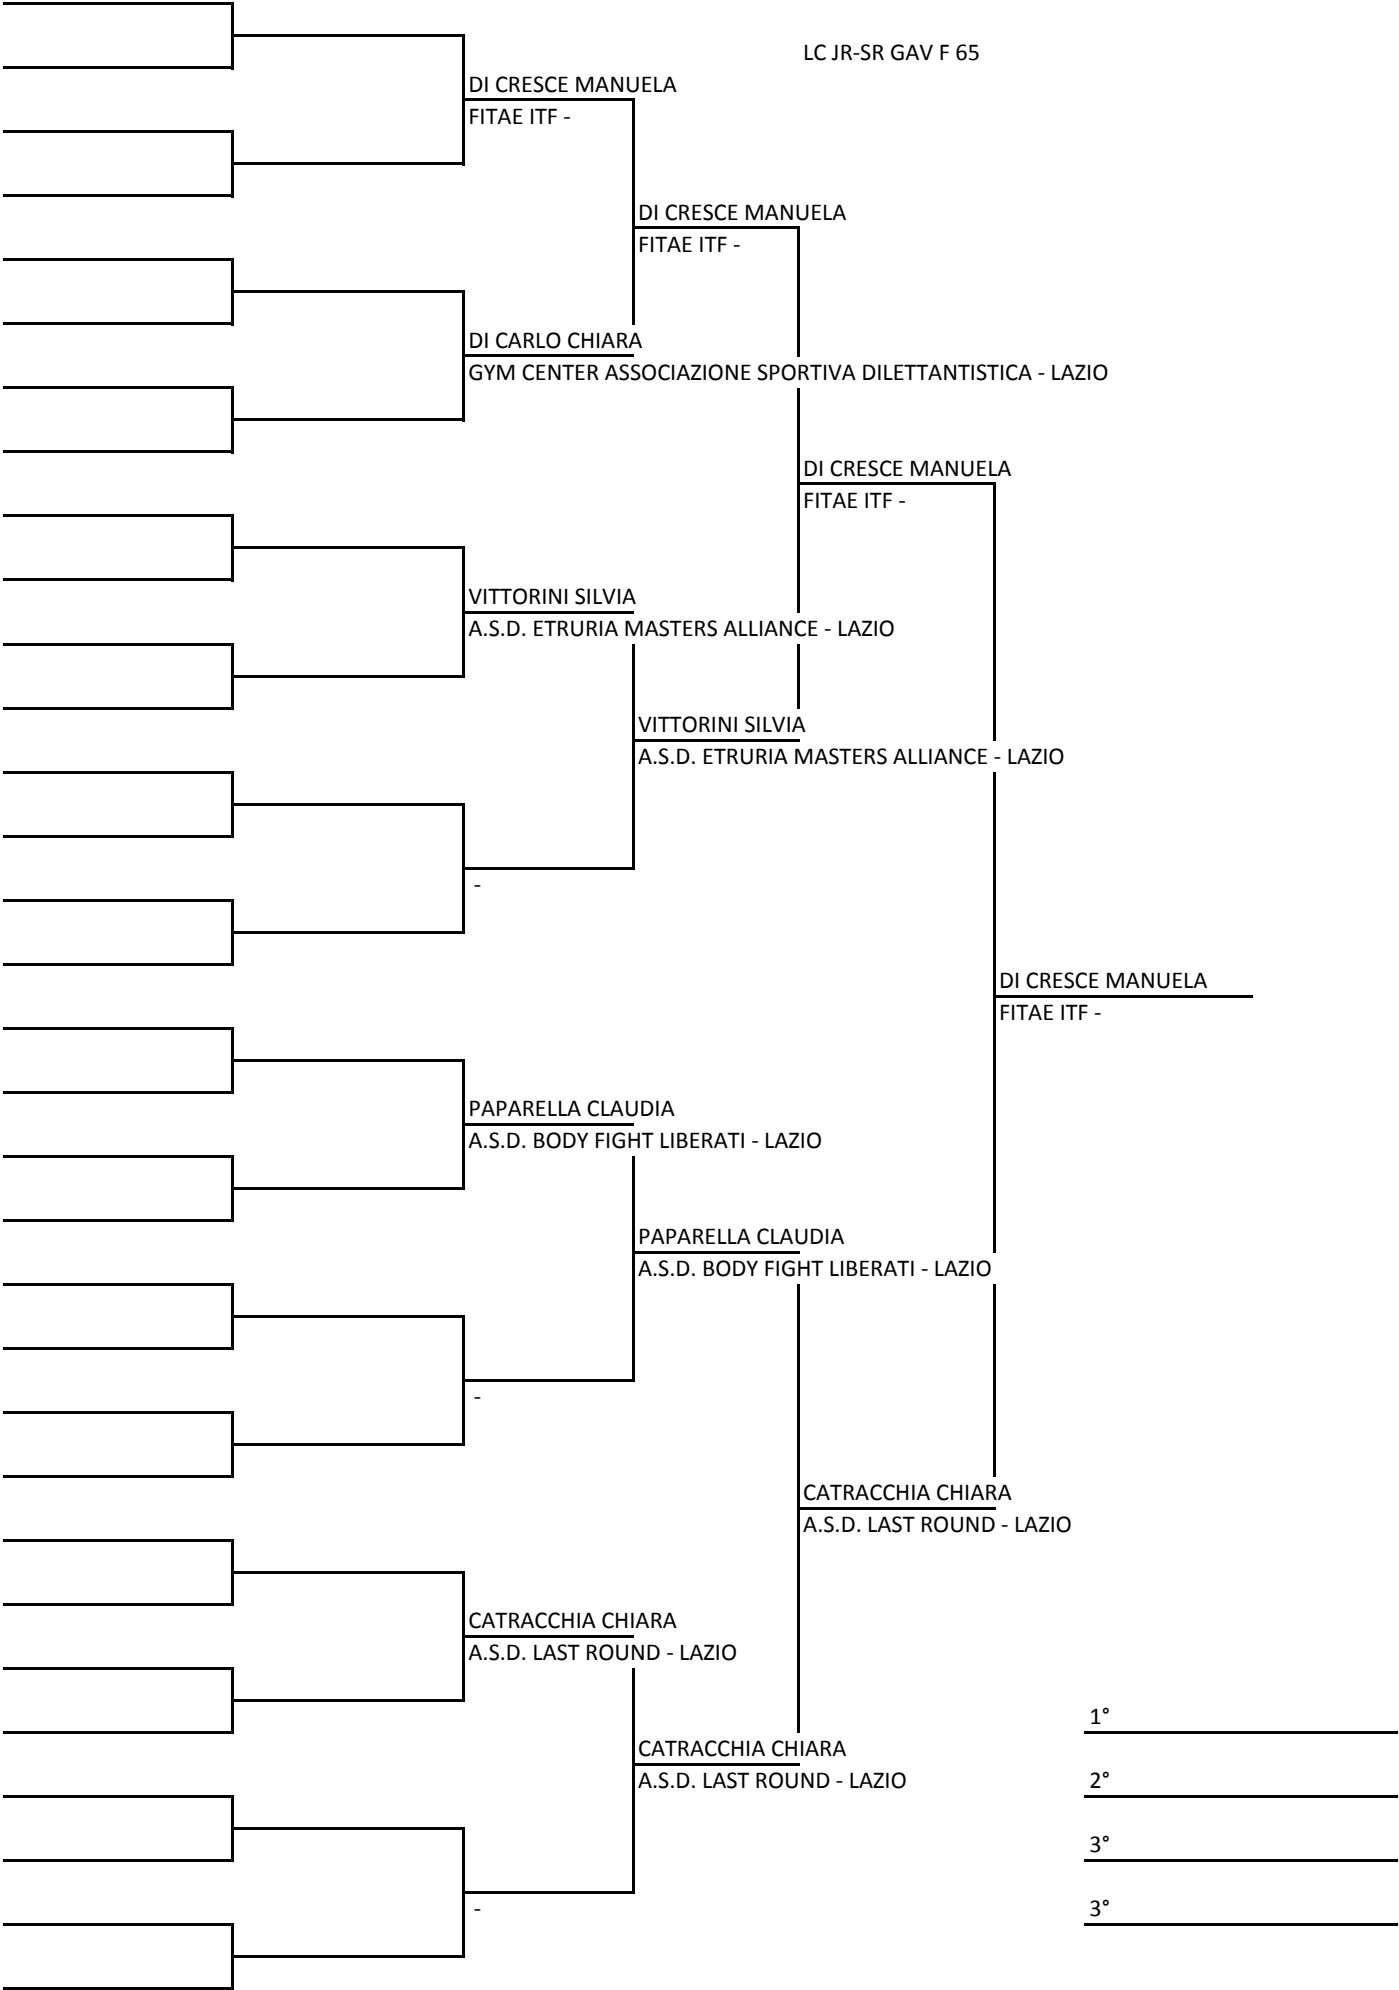 LC JR-SR GAV F 65
DI CRESCE MANUELA
FITAE ITF -
DI CRESCE MANUELA
FITAE ITF -
DI CARLO CHIARA
GYM CENTER ASSOCIAZIONE SPORTIVA DILETTANTISTICA - LAZIO
DI CRESCE MANUELA
FITAE ITF -
VITTORINI SILVIA
A.S.D. ETRURIA MASTERS ALLIANCE - LAZIO
VITTORINI SILVIA
A.S.D. ETRURIA MASTERS ALLIANCE - LAZIO
-
DI CRESCE MANUELA
FITAE ITF -
PAPARELLA CLAUDIA
A.S.D. BODY FIGHT LIBERATI - LAZIO
PAPARELLA CLAUDIA
A.S.D. BODY FIGHT LIBERATI - LAZIO
-
CATRACCHIA CHIARA
A.S.D. LAST ROUND - LAZIO
CATRACCHIA CHIARA
A.S.D. LAST ROUND - LAZIO
1°
CATRACCHIA CHIARA
A.S.D. LAST ROUND - LAZIO
2°
3°
-
3°